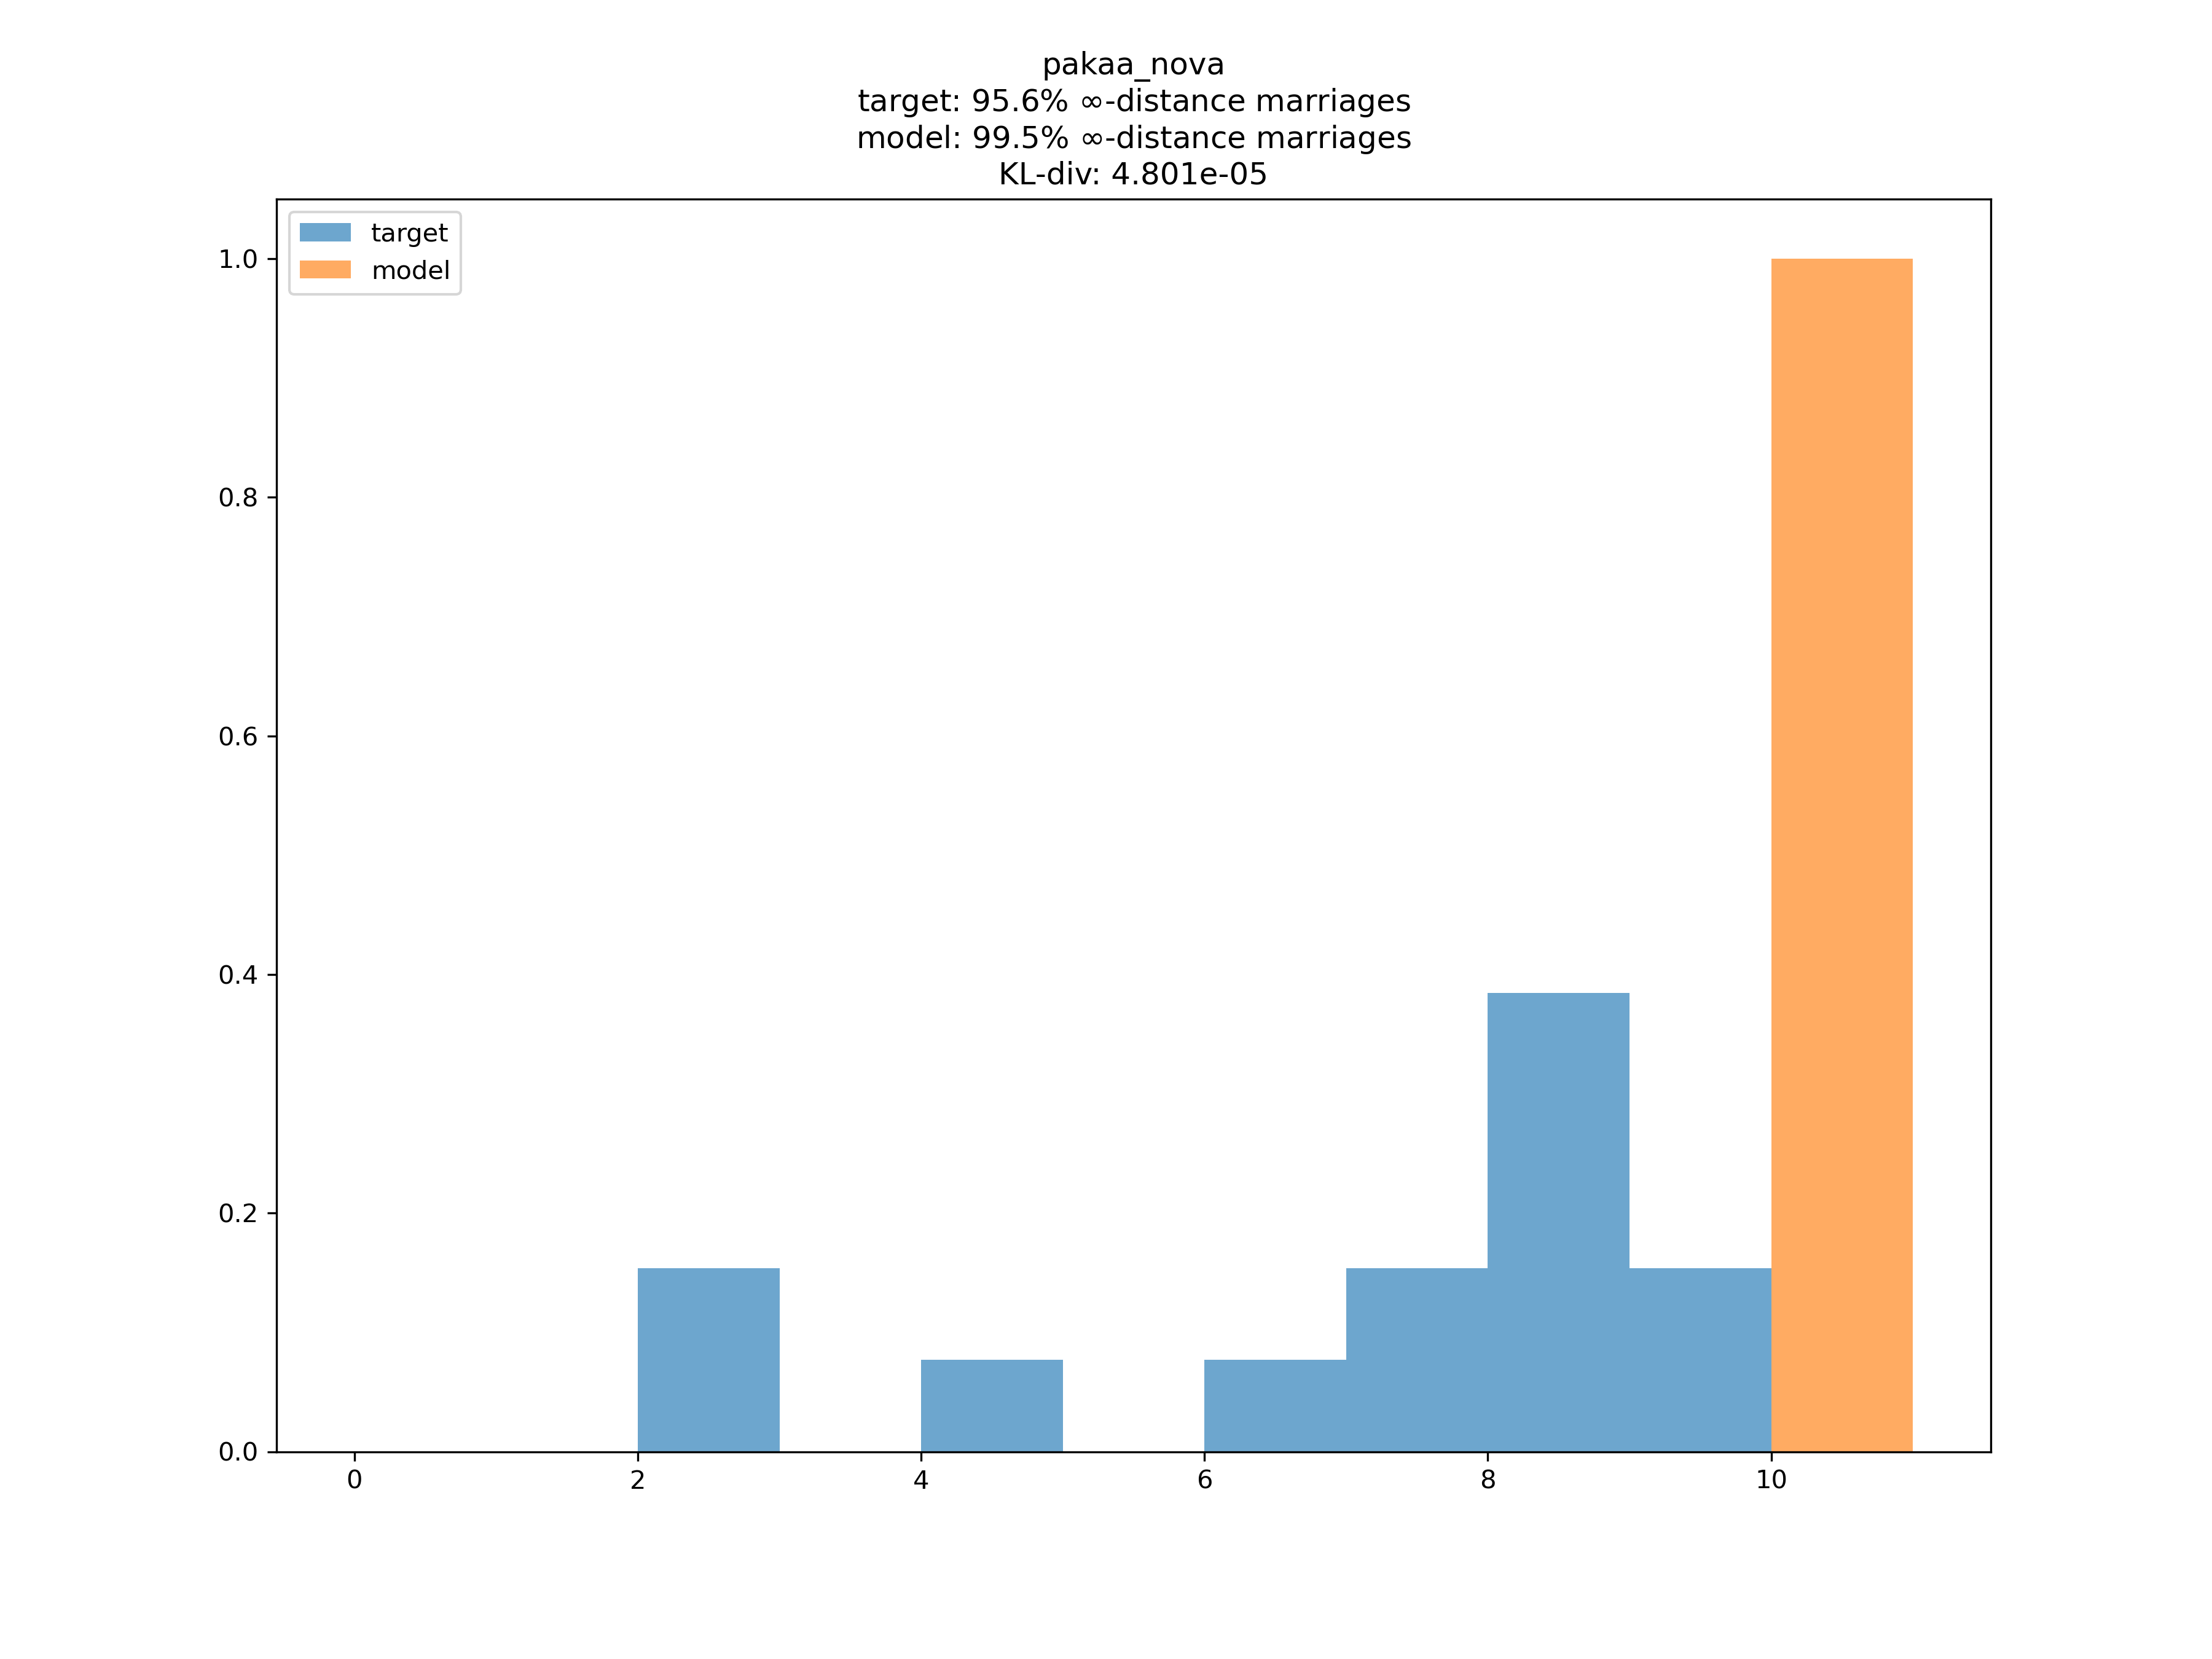 pakaa_nova
target: 95.6% ∞-distance marriages
model: 99.5% ∞-distance marriages
KL-div: 4.801e-05
target
model
1.0
0.8
0.6
0.4
0.2
0.0
0 2 4 6 8 10